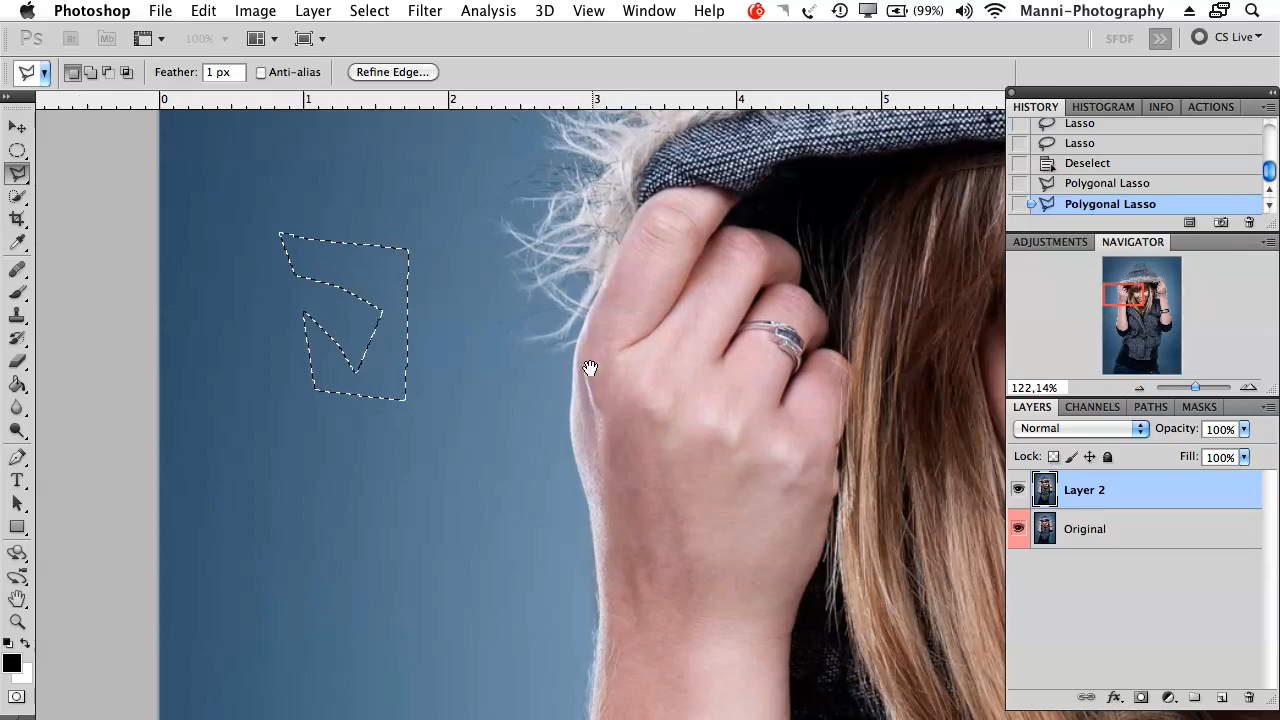 Photoshop File Edit Image Layer Select Filter Analysis 3D View Window Help (99%) Manni-Photography
Ps Br Mb 100% SFDF CS Live
Feather: 1 px Anti-alias Refine Edge...
0 1 2 3 4 5
HISTORY HISTOGRAM INFO ACTIONS
Lasso
Lasso
Deselect
Polygonal Lasso
Polygonal Lasso
ADJUSTMENTS NAVIGATOR
122,14%
LAYERS CHANNELS PATHS MASKS
Normal Opacity: 100%
Lock: Fill: 100%
Layer 2
Original